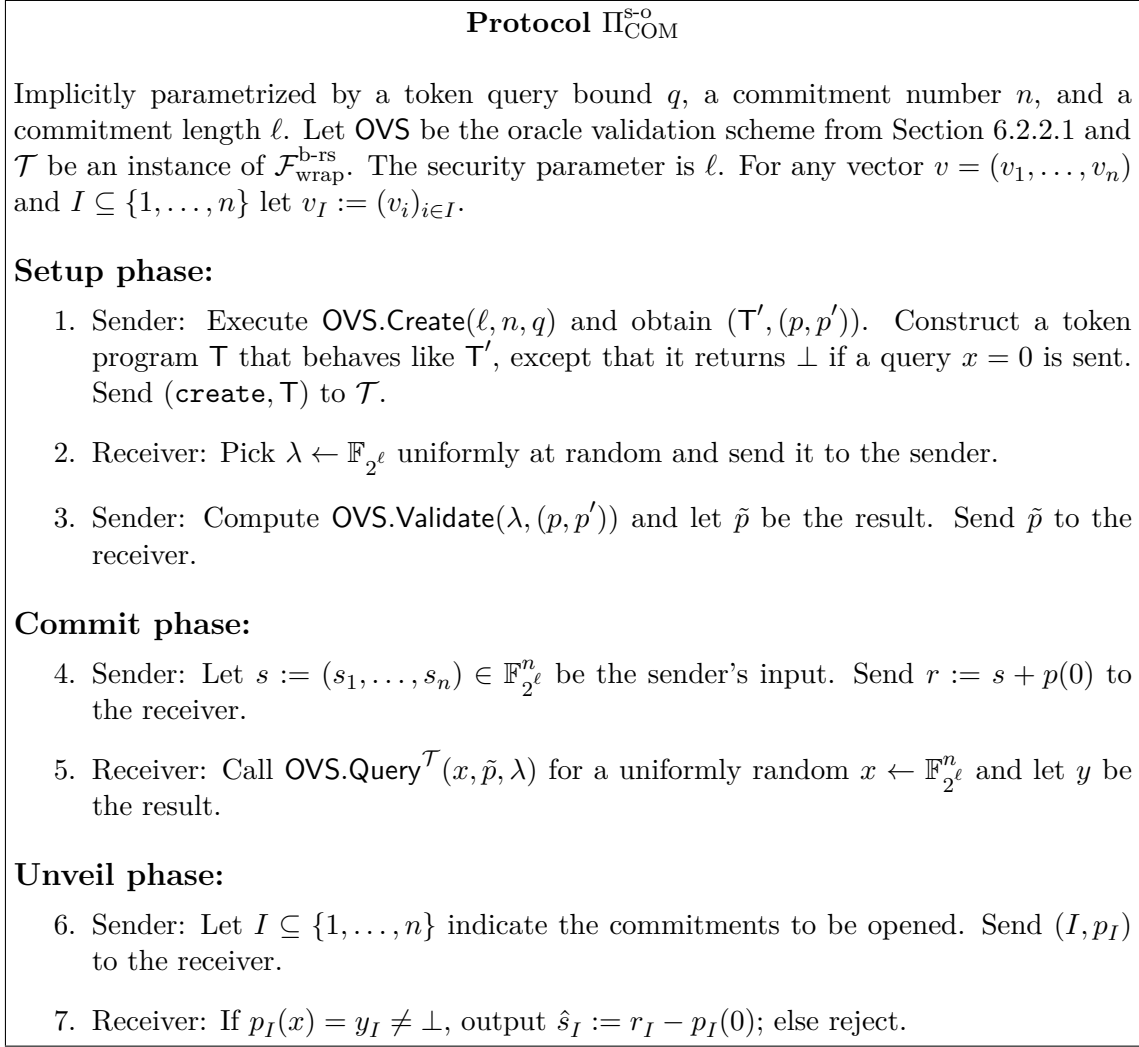 Protocol Π^{s-o}_{COM}
Implicitly parametrized by a token query bound q, a commitment number n, and a
commitment length ℓ. Let OVS be the oracle validation scheme from Section 6.2.2.1 and
𝒯 be an instance of ℱ^{b-rs}_{wrap}. The security parameter is ℓ. For any vector v = (v_1, . . . , v_n)
and I ⊆ {1, . . . , n} let v_I := (v_i)_{i∈I}.
Setup phase:
1. Sender: Execute OVS.Create(ℓ, n, q) and obtain (T′, (p, p′)). Construct a token
program T that behaves like T′, except that it returns ⊥ if a query x = 0 is sent.
Send (create, T) to 𝒯.
2. Receiver: Pick λ ← 𝔽_{2^ℓ} uniformly at random and send it to the sender.
3. Sender: Compute OVS.Validate(λ, (p, p′)) and let p̃ be the result. Send p̃ to the
receiver.
Commit phase:
4. Sender: Let s := (s_1, . . . , s_n) ∈ 𝔽^n_{2^ℓ} be the sender's input. Send r := s + p(0) to
the receiver.
5. Receiver: Call OVS.Query^𝒯(x, p̃, λ) for a uniformly random x ← 𝔽^n_{2^ℓ} and let y be
the result.
Unveil phase:
6. Sender: Let I ⊆ {1, . . . , n} indicate the commitments to be opened. Send (I, p_I)
to the receiver.
7. Receiver: If p_I(x) = y_I ≠ ⊥, output ŝ_I := r_I − p_I(0); else reject.